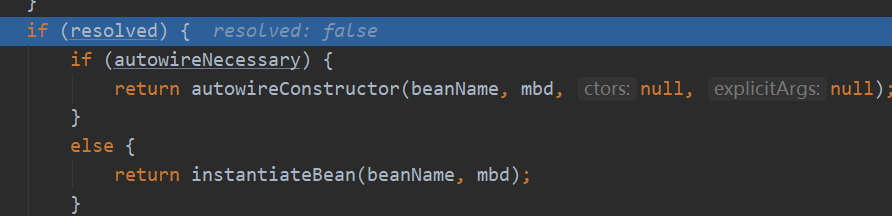 }
if (resolved) {  resolved: false
if (autowireNecessary) {
return autowireConstructor(beanName, mbd, ctors: null, explicitArgs: null);
}
else {
return instantiateBean(beanName, mbd);
}